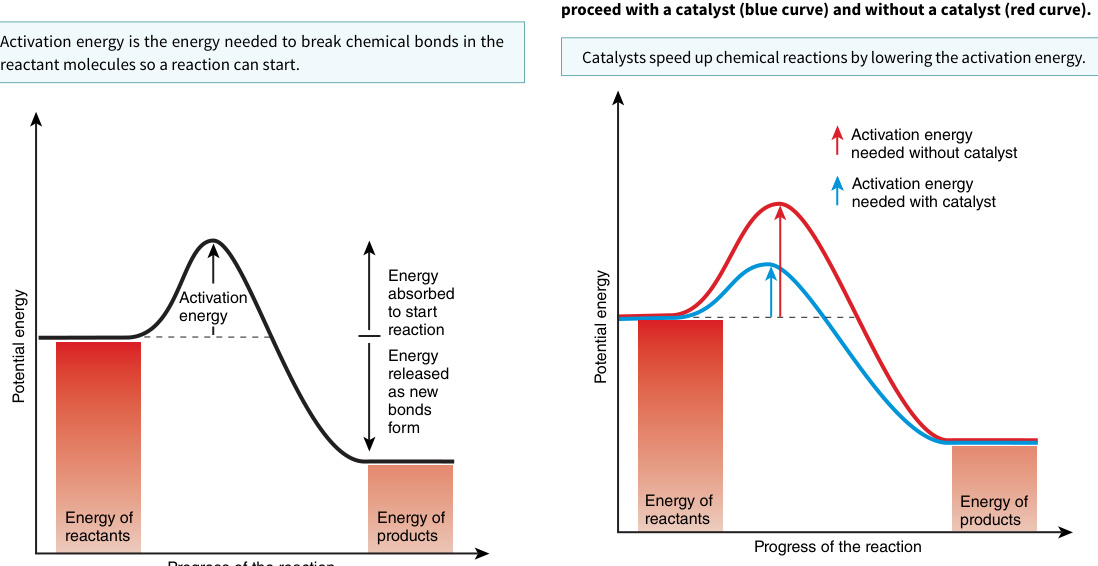 proceed with a catalyst (blue curve) and without a catalyst (red curve).
Activation energy is the energy needed to break chemical bonds in the
reactant molecules so a reaction can start.
Potential energy
Activation
energy
Energy
absorbed
to start
reaction
Energy
released
as new
bonds
form
Energy of
reactants
Energy of
products
Progress of the reaction
Catalysts speed up chemical reactions by lowering the activation energy.
Activation energy
needed without catalyst
Activation energy
needed with catalyst
Potential energy
Energy of
reactants
Energy of
products
Progress of the reaction